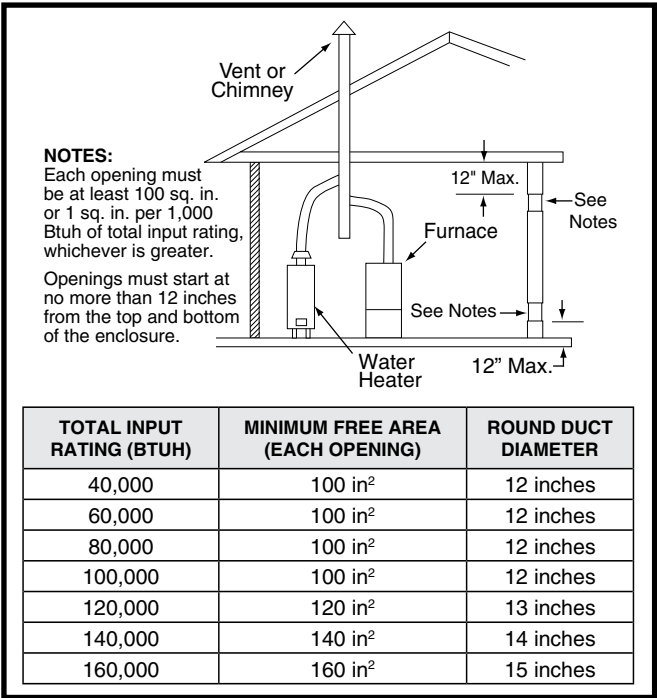 Vent or
Chimney
NOTES:
Each opening must
be at least 100 sq. in.
or 1 sq. in. per 1,000
Btuh of total input rating,
whichever is greater.
Openings must start at
no more than 12 inches
from the top and bottom
of the enclosure.
12" Max.
See
Notes
Furnace
See Notes
Water
Heater
12” Max.
TOTAL INPUT
RATING (BTUH)
MINIMUM FREE AREA
(EACH OPENING)
ROUND DUCT
DIAMETER
40,000 100 in² 12 inches
60,000 100 in² 12 inches
80,000 100 in² 12 inches
100,000 100 in² 12 inches
120,000 120 in² 13 inches
140,000 140 in² 14 inches
160,000 160 in² 15 inches